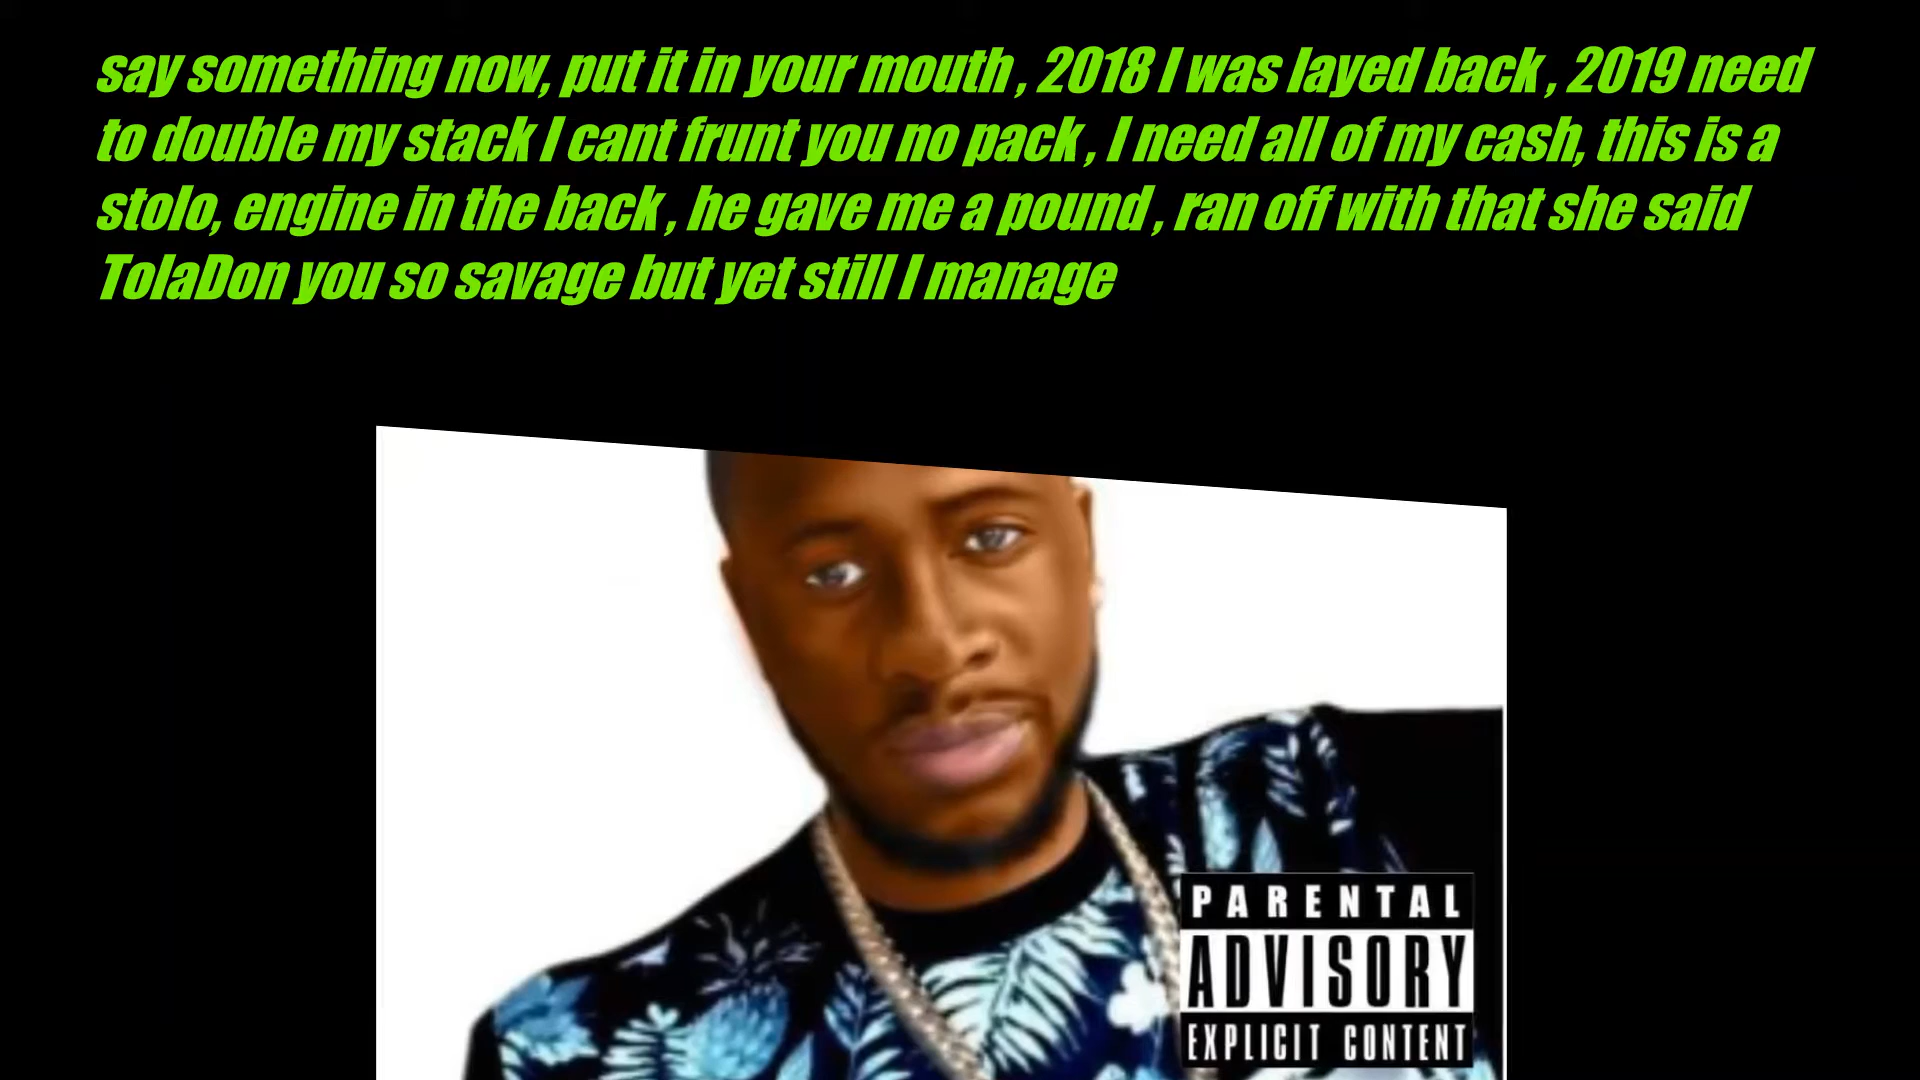 say something now, put it in your mouth , 2018 I was layed back , 2019 need
to double my stack I cant frunt you no pack , I need all of my cash, this is a
stolo, engine in the back , he gave me a pound , ran off with that she said
TolaDon you so savage but yet still I manage
PARENTAL
ADVISORY
EXPLICIT CONTENT